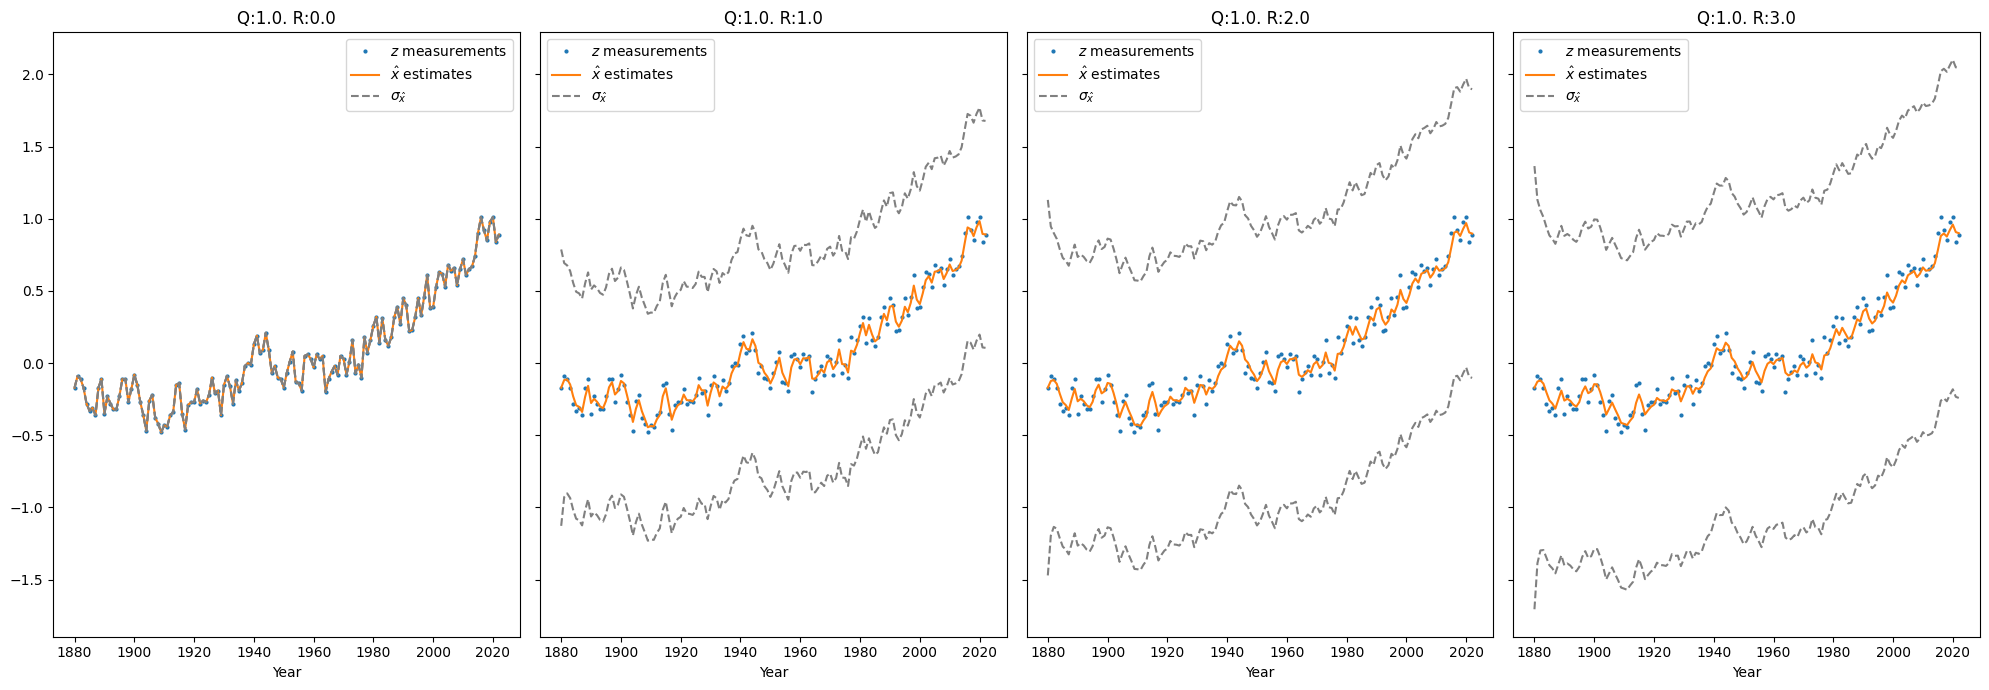 Q:1.0. R:0.0
z measurements
x̂ estimates
σx̂
2.0
1.5
1.0
0.5
0.0
−0.5
−1.0
−1.5
1880 1900 1920 1940 1960 1980 2000 2020
Year
Q:1.0. R:1.0
z measurements
x̂ estimates
σx̂
1880 1900 1920 1940 1960 1980 2000 2020
Year
Q:1.0. R:2.0
z measurements
x̂ estimates
σx̂
1880 1900 1920 1940 1960 1980 2000 2020
Year
Q:1.0. R:3.0
z measurements
x̂ estimates
σx̂
1880 1900 1920 1940 1960 1980 2000 2020
Year